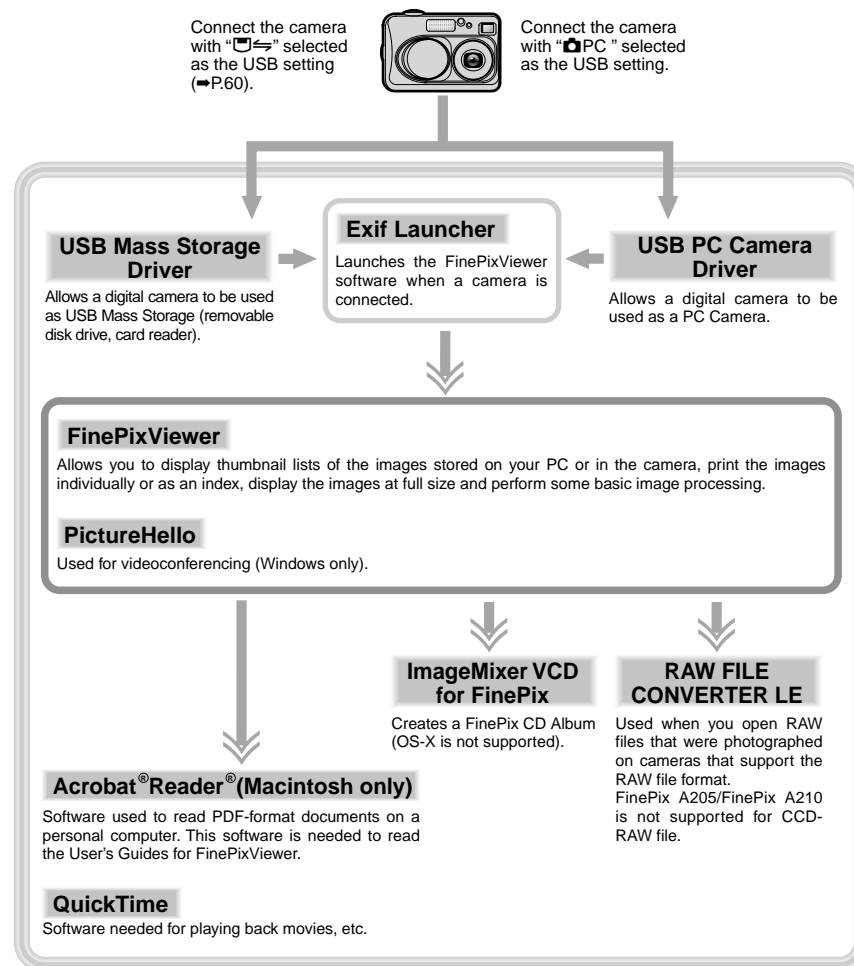 Connect the camera
with “⇋” selected
as the USB setting
(➡P.60).
Connect the camera
with “PC ” selected
as the USB setting.
USB Mass Storage
Driver
Allows a digital camera to be used
as USB Mass Storage (removable
disk drive, card reader).
Exif Launcher
Launches the FinePixViewer
software when a camera is
connected.
USB PC Camera
Driver
Allows a digital camera to be
used as a PC Camera.
FinePixViewer
Allows you to display thumbnail lists of the images stored on your PC or in the camera, print the images
individually or as an index, display the images at full size and perform some basic image processing.
PictureHello
Used for videoconferencing (Windows only).
ImageMixer VCD
for FinePix
Creates a FinePix CD Album
(OS-X is not supported).
RAW FILE
CONVERTER LE
Used when you open RAW
files that were photographed
on cameras that support the
RAW file format.
FinePix A205/FinePix A210
is not supported for CCD-
RAW file.
Acrobat®Reader®(Macintosh only)
Software used to read PDF-format documents on a
personal computer. This software is needed to read
the User's Guides for FinePixViewer.
QuickTime
Software needed for playing back movies, etc.